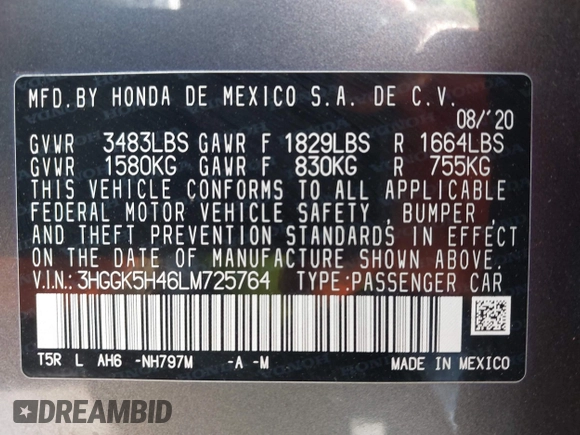 MFD.BY HONDA DE MEXICO S.A. DE C.V.
08/'20
GVWR 3483LBS GAWR F 1829LBS R 1664LBS
GVWR 1580KG GAWR F 830KG R 755KG
THIS VEHICLE CONFORMS TO ALL APPLICABLE
FEDERAL MOTOR VEHICLE SAFETY , BUMPER ,
AND THEFT PREVENTION STANDARDS IN EFFECT
ON THE DATE OF MANUFACTURE SHOWN ABOVE.
V.I.N.: 3HGGK5H46LM725764 TYPE:PASSENGER CAR
T5R L AH6 -NH797M -A -M
MADE IN MEXICO
DREAMBID